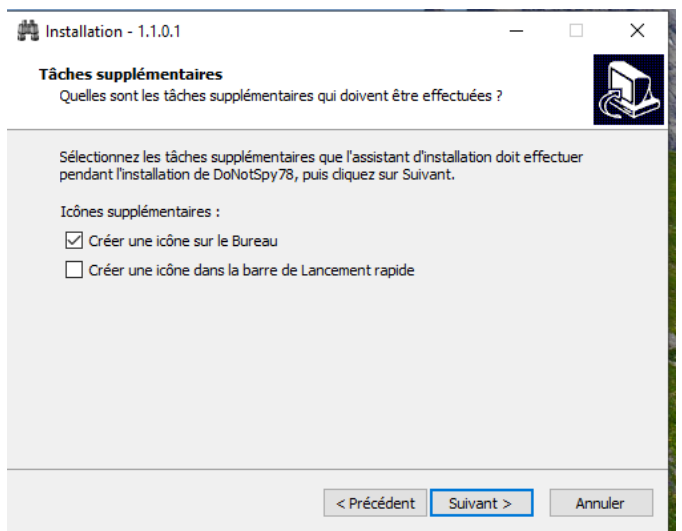 Installation - 1.1.0.1
Tâches supplémentaires
Quelles sont les tâches supplémentaires qui doivent être effectuées ?
Sélectionnez les tâches supplémentaires que l'assistant d'installation doit effectuer
pendant l'installation de DoNotSpy78, puis cliquez sur Suivant.
Icônes supplémentaires :
Créer une icône sur le Bureau
Créer une icône dans la barre de Lancement rapide
< Précédent Suivant > Annuler